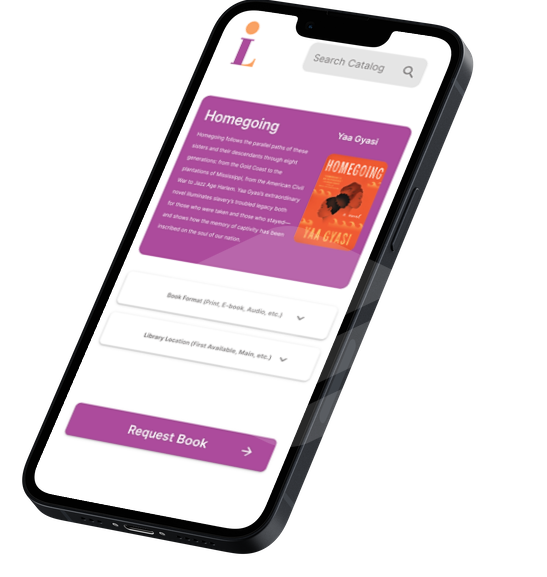 iL
Search Catalog
Homegoing
Yaa Gyasi
Homegoing follows the parallel paths of these
sisters and their descendants through eight
generations: from the Gold Coast to the
plantations of Mississippi, from the American Civil
War to Jazz Age Harlem. Yaa Gyasi's extraordinary
novel illuminates slavery's troubled legacy both
for those who were taken and those who stayed—
and shows how the memory of captivity has been
inscribed on the soul of our nation.
HOMEGOING
a novel
YAA GYASI
Book Format (Print, E-book, Audio, etc.)
Library Location (First Available, Main, etc.)
Request Book